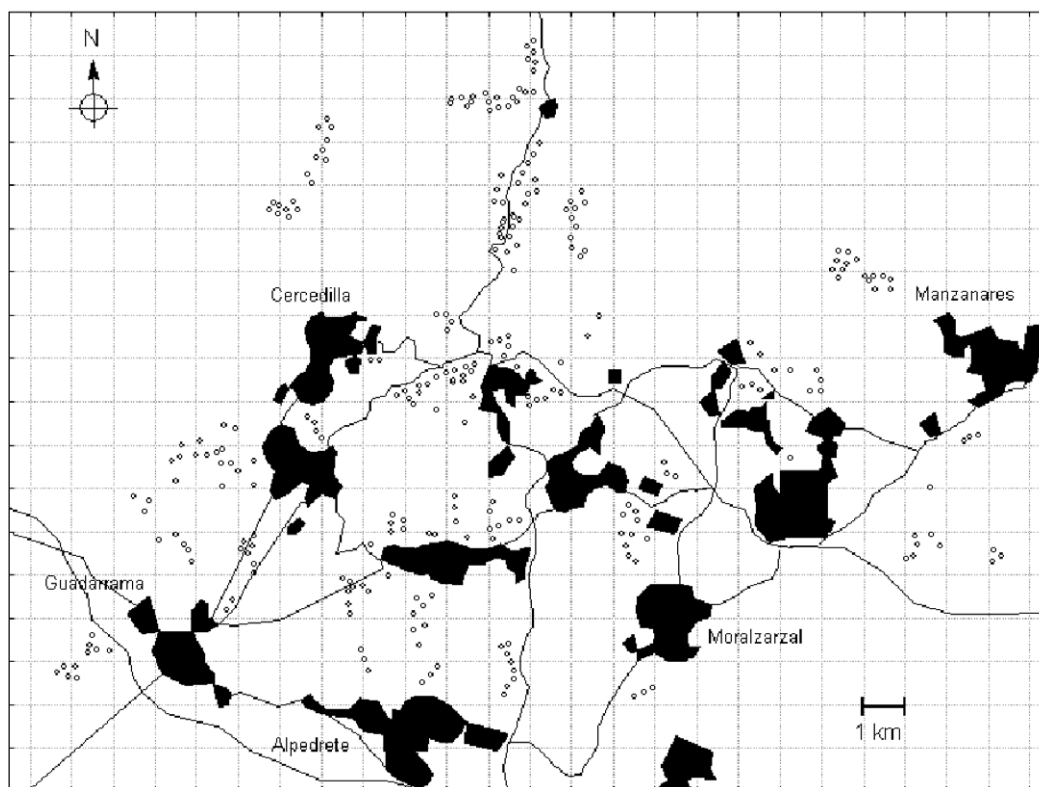 N
Cercedilla
Manzanares
Guadarrama
Moralzarzal
Alpedrete
1 km